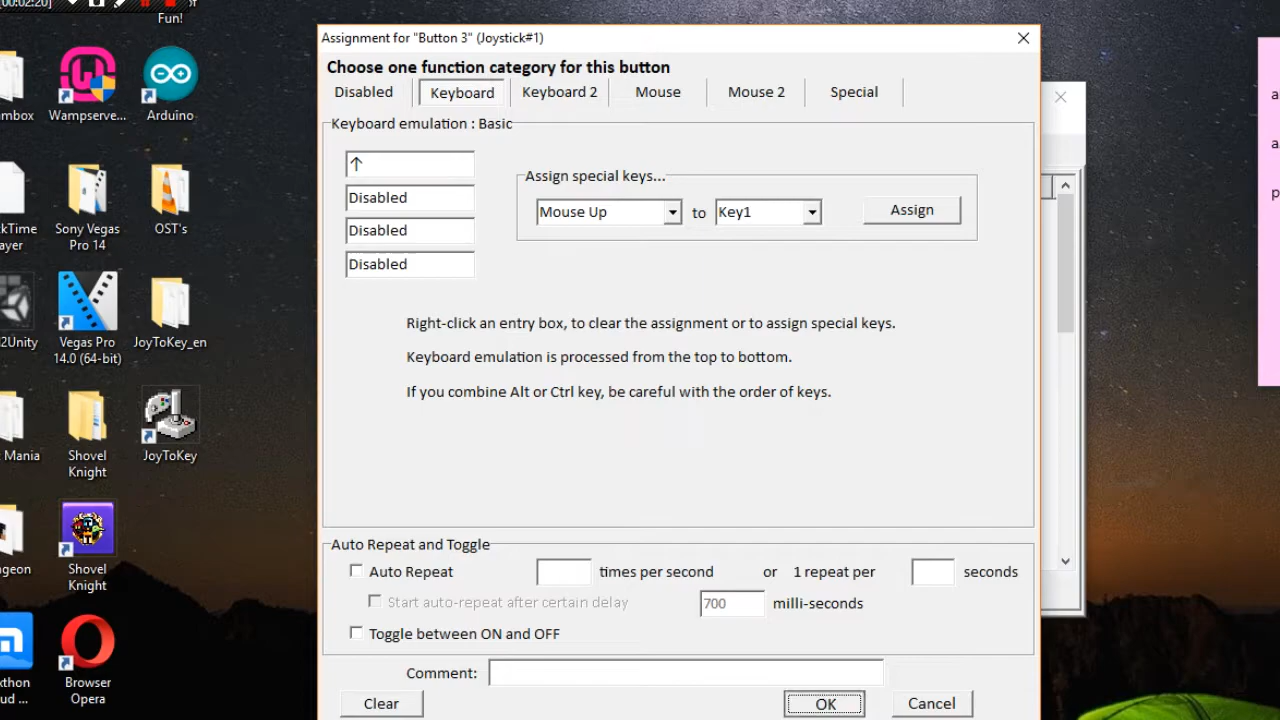 [00:02:20]
of
Fun!
Wampserve...
Arduino
Sony Vegas
Pro 14
OST's
Vegas Pro
14.0 (64-bit)
JoyToKey_en
2Unity
Mania
Shovel
Knight
JoyToKey
Shovel
Knight
Browser
Opera
Assignment for "Button 3" (Joystick#1)
Choose one function category for this button
Disabled
Keyboard
Keyboard 2
Mouse
Mouse 2
Special
Keyboard emulation : Basic
↑
Disabled
Disabled
Disabled
Assign special keys...
Mouse Up
to
Key1
Assign
Right-click an entry box, to clear the assignment or to assign special keys.
Keyboard emulation is processed from the top to bottom.
If you combine Alt or Ctrl key, be careful with the order of keys.
Auto Repeat and Toggle
Auto Repeat
times per second
or
1 repeat per
seconds
Start auto-repeat after certain delay
700
milli-seconds
Toggle between ON and OFF
Comment:
Clear
OK
Cancel